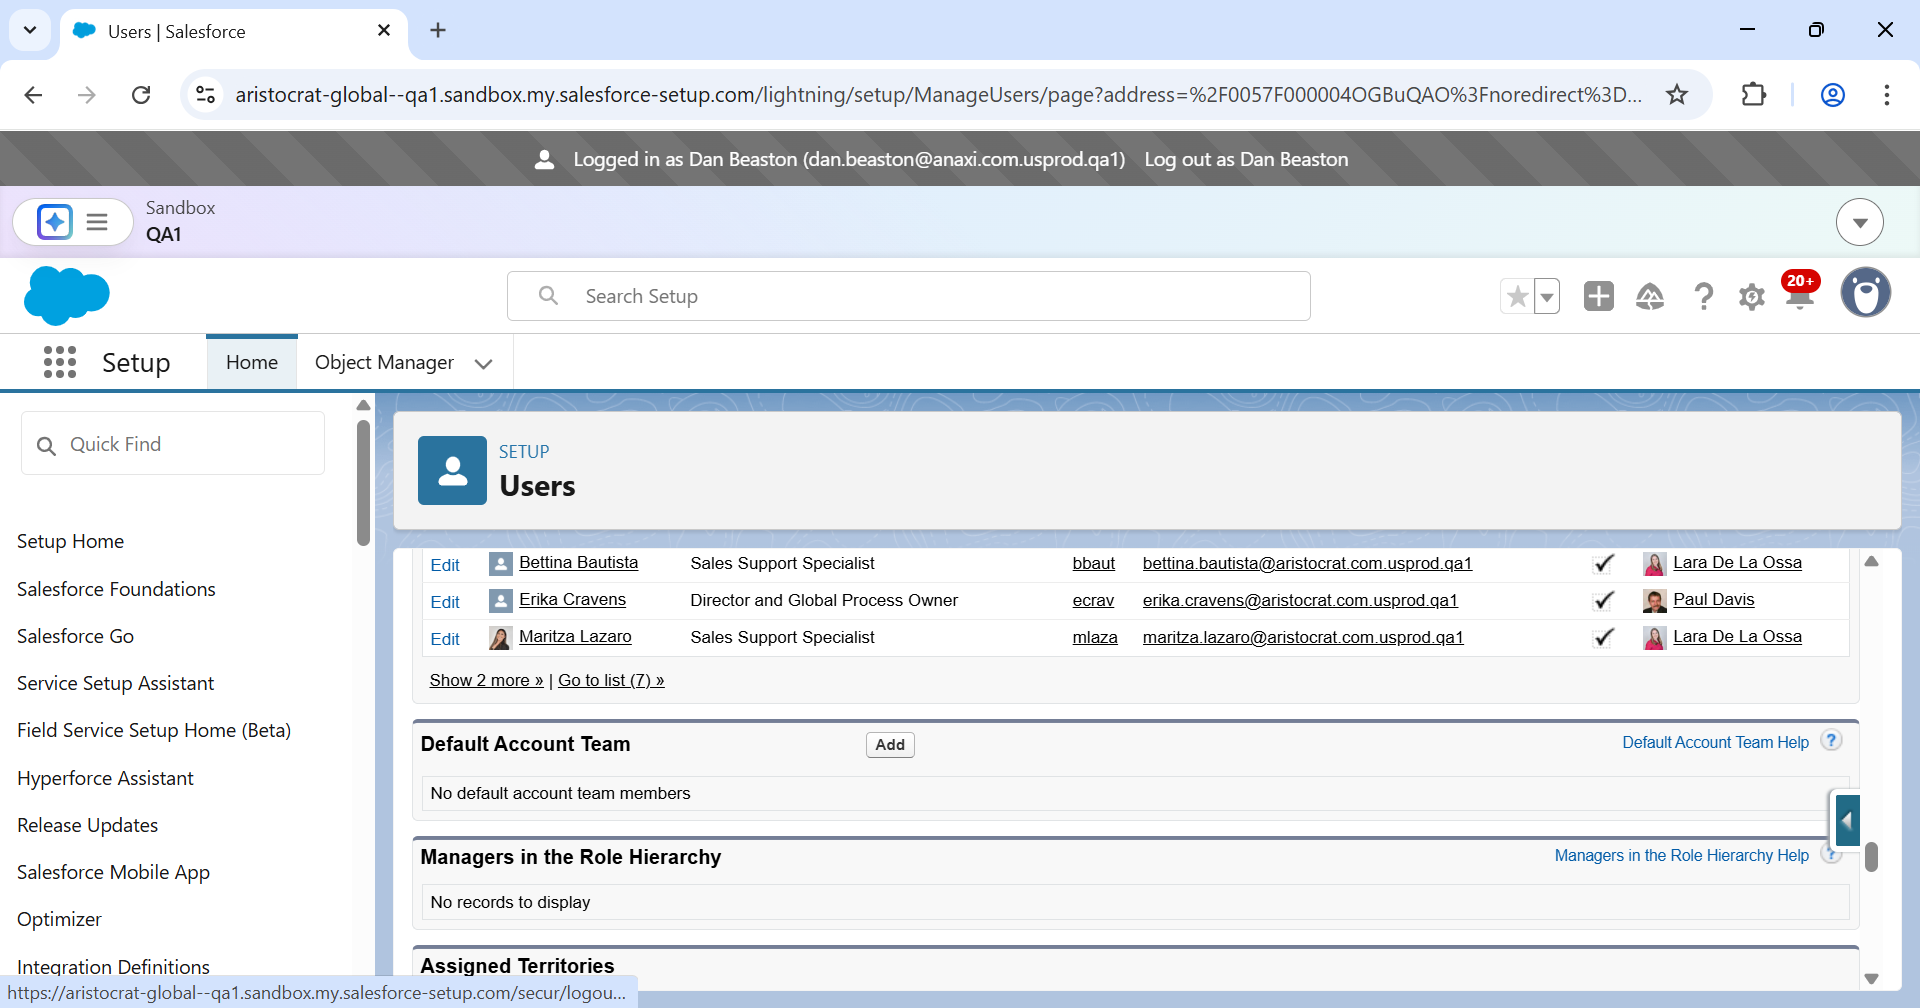 Users | Salesforce
aristocrat-global--qa1.sandbox.my.salesforce-setup.com/lightning/setup/ManageUsers/page?address=%2F0057F000004OGBuQAO%3Fnoredirect%3D...
Logged in as Dan Beaston (dan.beaston@anaxi.com.usprod.qa1) Log out as Dan Beaston
Sandbox
QA1
Search Setup
20+
Setup
Home
Object Manager
Quick Find
Setup Home
Salesforce Foundations
Salesforce Go
Service Setup Assistant
Field Service Setup Home (Beta)
Hyperforce Assistant
Release Updates
Salesforce Mobile App
Optimizer
Integration Definitions
SETUP
Users
Edit Bettina Bautista Sales Support Specialist bbaut bettina.bautista@aristocrat.com.usprod.qa1 Lara De La Ossa
Edit Erika Cravens Director and Global Process Owner ecrav erika.cravens@aristocrat.com.usprod.qa1 Paul Davis
Edit Maritza Lazaro Sales Support Specialist mlaza maritza.lazaro@aristocrat.com.usprod.qa1 Lara De La Ossa
Show 2 more » | Go to list (7) »
Default Account Team Add Default Account Team Help ?
No default account team members
Managers in the Role Hierarchy Managers in the Role Hierarchy Help ?
No records to display
Assigned Territories
https://aristocrat-global--qa1.sandbox.my.salesforce-setup.com/secur/logou...